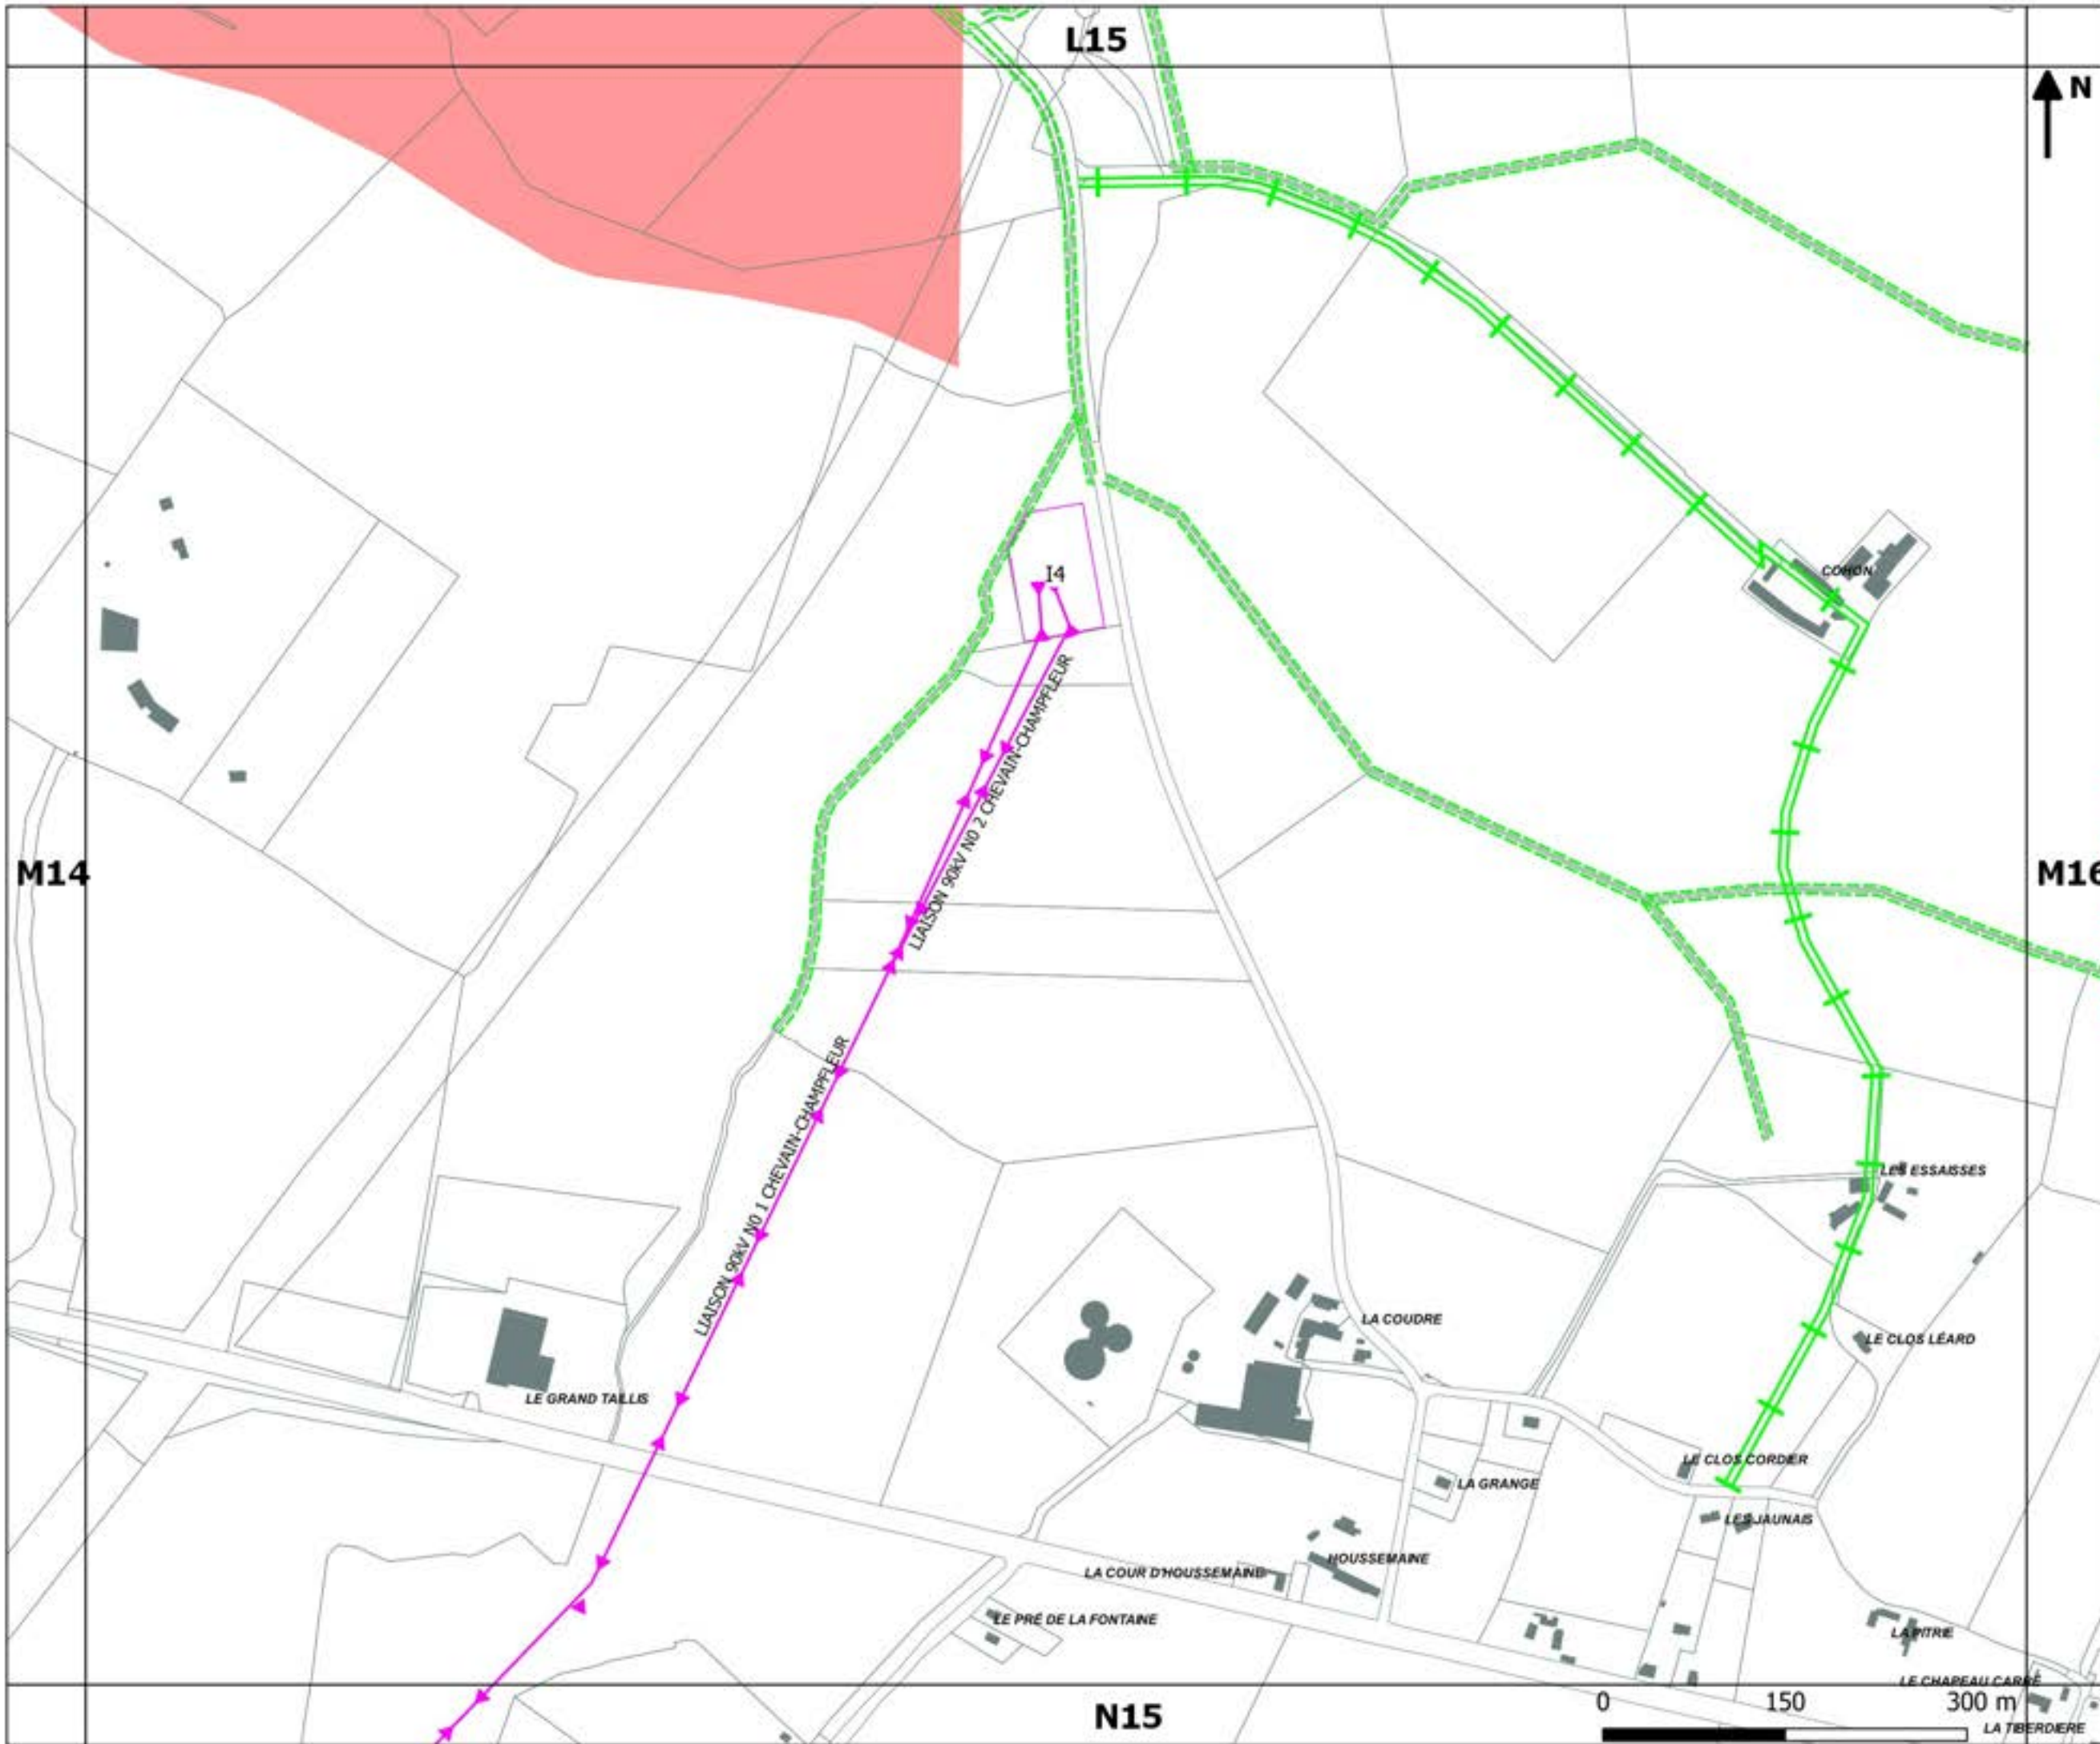 L15
N
I4
COHON
LIAISON 90kV N0 2 CHEVAIN-CHAMPFLEUR
M14
M16
LIAISON 90kV N0 1 CHEVAIN-CHAMPFLEUR
LES ESSAISSES
LA COUDRE
LE CLOS LÉARD
LE GRAND TAILLIS
LE CLOS CORDIER
LA GRANGE
LES JAUNAIS
HOUSSEMAINE
LA COUR D'HOUSSEMAINE
LE PRÉ DE LA FONTAINE
LA PITRIE
LE CHAPEAU CARRÉ
0 150 300 m
N15
LA TIBERDIERE